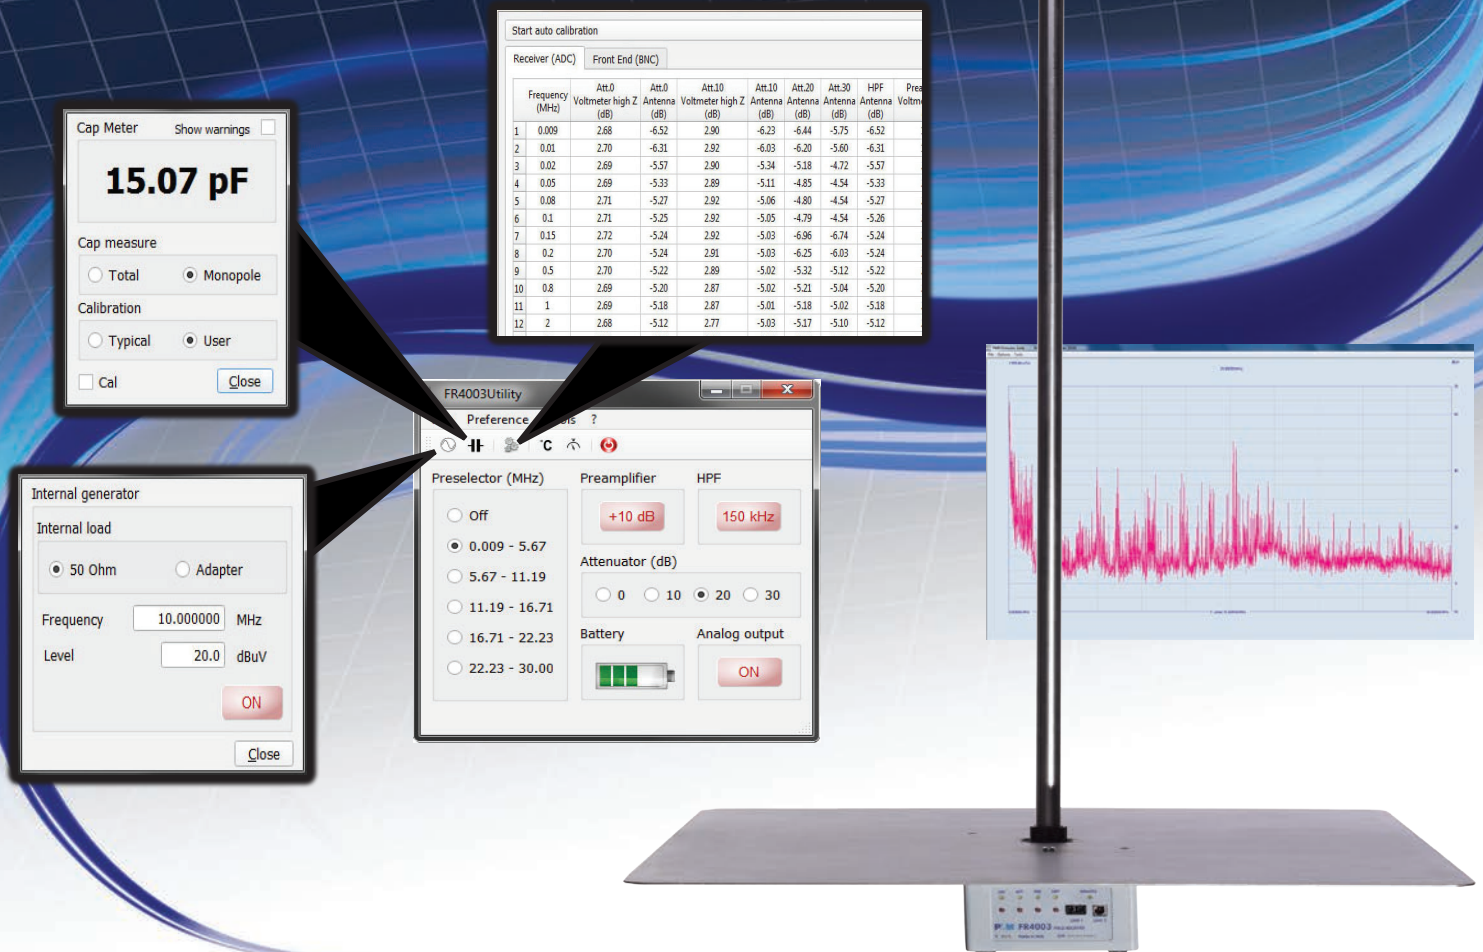 Start auto calibration
Receiver (ADC) Front End (BNC)
Frequency (MHz) Att.0 Voltmeter high Z (dB) Att.0 Antenna (dB) Att.10 Voltmeter high Z (dB) Att.10 Antenna (dB) Att.20 Antenna (dB) Att.30 Antenna (dB) HPF Antenna (dB)
1 0.009 2.68 -6.52 2.90 -6.23 -6.44 -5.75 -6.52
2 0.01 2.70 -6.31 2.92 -6.03 -6.20 -5.60 -6.31
3 0.02 2.69 -5.57 2.90 -5.34 -5.18 -4.72 -5.57
4 0.05 2.69 -5.33 2.89 -5.11 -4.85 -4.54 -5.33
5 0.08 2.71 -5.27 2.92 -5.06 -4.80 -4.54 -5.27
6 0.1 2.71 -5.25 2.92 -5.05 -4.79 -4.54 -5.26
7 0.15 2.72 -5.24 2.92 -5.03 -6.96 -6.74 -5.24
8 0.2 2.70 -5.24 2.91 -5.03 -6.25 -6.03 -5.24
9 0.5 2.70 -5.22 2.89 -5.02 -5.32 -5.12 -5.22
10 0.8 2.69 -5.20 2.87 -5.02 -5.21 -5.04 -5.20
11 1 2.69 -5.18 2.87 -5.01 -5.18 -5.02 -5.18
12 2 2.68 -5.12 2.77 -5.03 -5.17 -5.10 -5.12
Cap Meter Show warnings
15.07 pF
Cap measure
Total Monopole
Calibration
Typical User
Cal Close
FR4003Utility
Preference ?
°C
Preselector (MHz) Preamplifier HPF
Off +10 dB 150 kHz
0.009 - 5.67
Attenuator (dB)
5.67 - 11.19
0 10 20 30
11.19 - 16.71
16.71 - 22.23 Battery Analog output
22.23 - 30.00 ON
Internal generator
Internal load
50 Ohm Adapter
Frequency 10.000000 MHz
Level 20.0 dBuV
ON
Close
FR4003